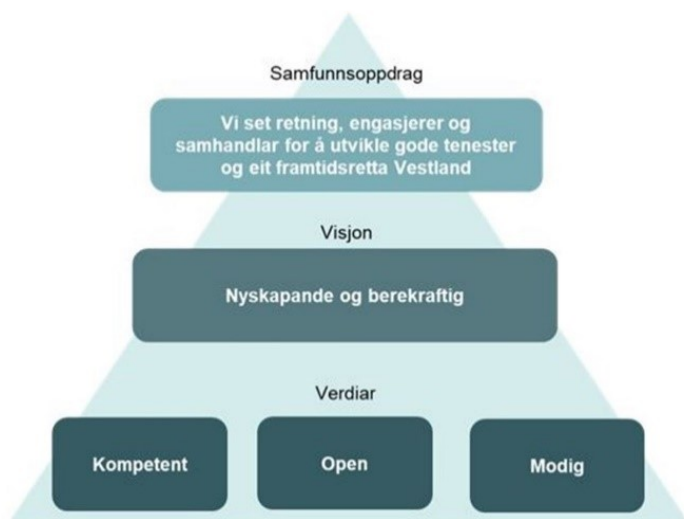 Samfunnsoppdrag
Vi set retning, engasjerer og
samhandlar for å utvikle gode tenester
og eit framtidsretta Vestland
Visjon
Nyskapande og berekraftig
Verdiar
Kompetent
Open
Modig